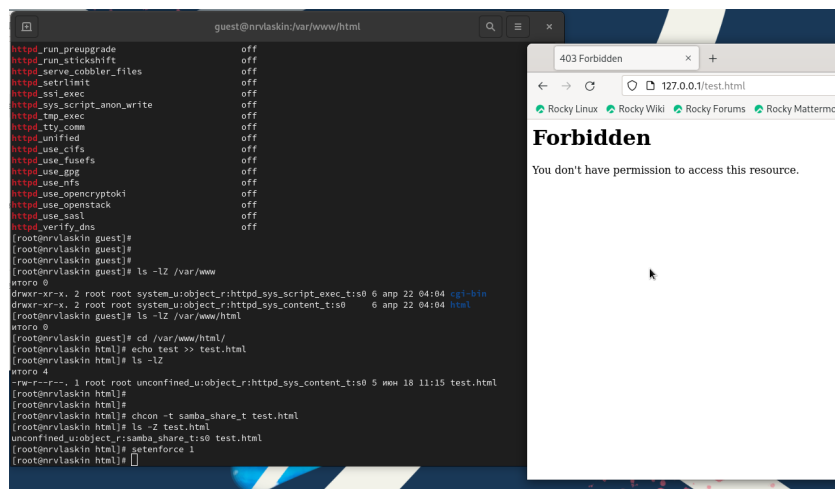 guest@nrvlaskin:/var/www/html
httpd_run_preupgrade off
httpd_run_stickshift off
httpd_serve_cobbler_files off
httpd_setrlimit off
httpd_ssi_exec off
httpd_sys_script_anon_write off
httpd_tmp_exec off
httpd_tty_comm off
httpd_unified off
httpd_use_cifs off
httpd_use_fusefs off
httpd_use_gpg off
httpd_use_nfs off
httpd_use_opencryptoki off
httpd_use_openstack off
httpd_use_sasl off
httpd_verify_dns off
[root@nrvlaskin guest]#
[root@nrvlaskin guest]#
[root@nrvlaskin guest]#
[root@nrvlaskin guest]# ls -lZ /var/www
итого 0
drwxr-xr-x. 2 root root system_u:object_r:httpd_sys_script_exec_t:s0 6 апр 22 04:04 cgi-bin
drwxr-xr-x. 2 root root system_u:object_r:httpd_sys_content_t:s0 6 апр 22 04:04 html
[root@nrvlaskin guest]# ls -lZ /var/www/html
итого 0
[root@nrvlaskin guest]# cd /var/www/html/
[root@nrvlaskin html]# echo test >> test.html
[root@nrvlaskin html]# ls -lZ
итого 4
-rw-r--r--. 1 root root unconfined_u:object_r:httpd_sys_content_t:s0 5 июн 18 11:15 test.html
[root@nrvlaskin html]#
[root@nrvlaskin html]#
[root@nrvlaskin html]# chcon -t samba_share_t test.html
[root@nrvlaskin html]# ls -Z test.html
unconfined_u:object_r:samba_share_t:s0 test.html
[root@nrvlaskin html]# setenforce 1
[root@nrvlaskin html]#
403 Forbidden
127.0.0.1/test.html
Rocky Linux Rocky Wiki Rocky Forums Rocky Mattermo
Forbidden
You don't have permission to access this resource.